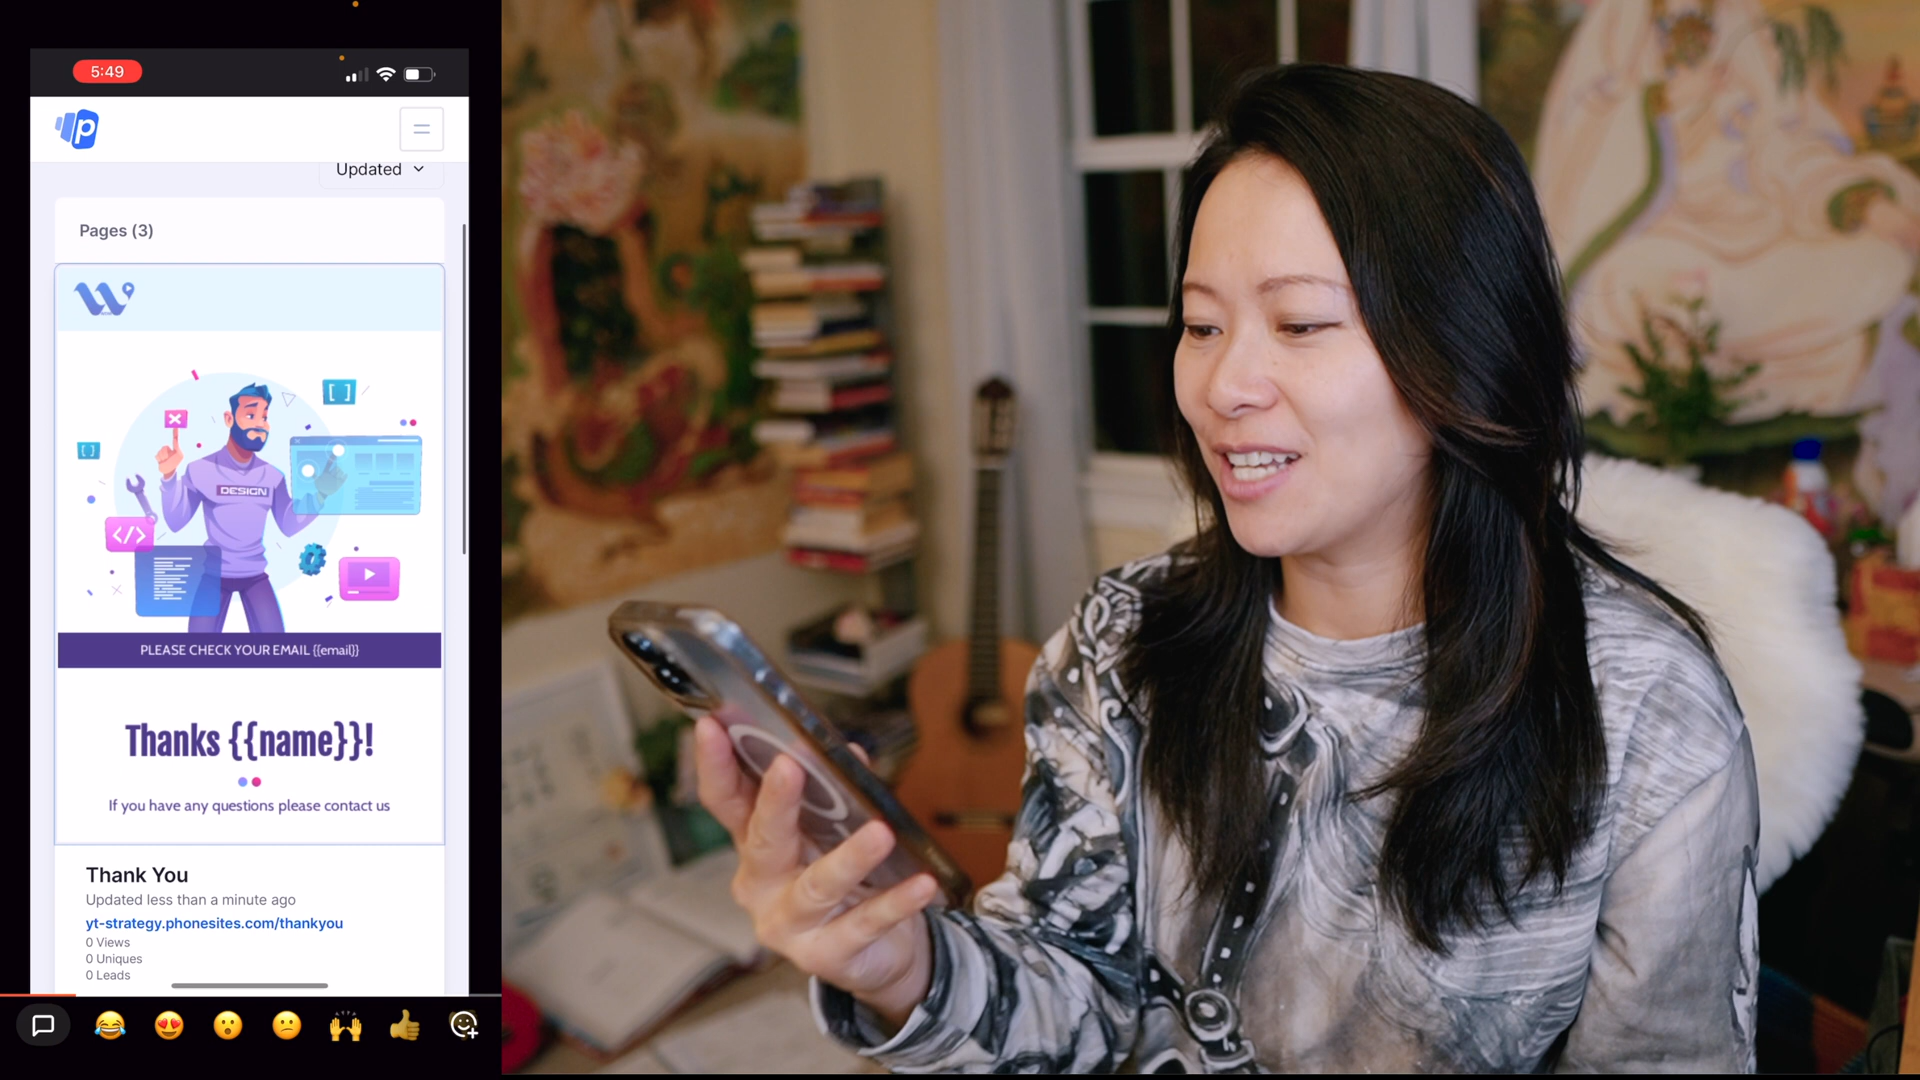 5:49
p
Updated
Pages (3)
W
[ ]
[ ]
DESIGN
</>
PLEASE CHECK YOUR EMAIL {{email}}
Thanks {{name}}!
If you have any questions please contact us
Thank You
Updated less than a minute ago
yt-strategy.phonesites.com/thankyou
0 Views
0 Uniques
0 Leads